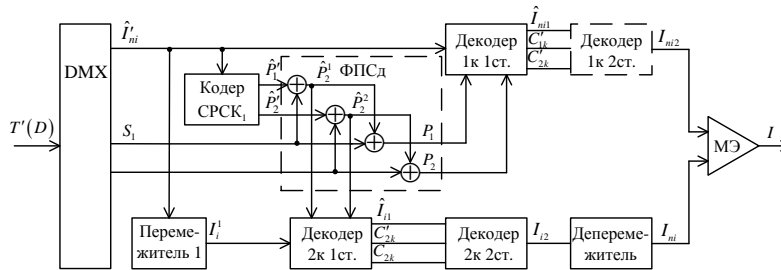 Î′ₙᵢ
DMX
T′(D)
S₁
Кодер
СРСК₁
P̂′₁
P̂′₂
P̂₂¹
P̂₂²
ФПСд
P₁
P₂
Декодер
1к 1ст.
Îₙᵢ₁
C′₁ₖ
C′₂ₖ
Декодер
1к 2ст.
Iₙᵢ₂
МЭ
I
Переме-
житель 1
Iᵢ¹
Декодер
2к 1ст.
Îᵢ₁
C′₂ₖ
C₂ₖ
Декодер
2к 2ст.
Iᵢ₂
Депереме-
житель
Iₙᵢ